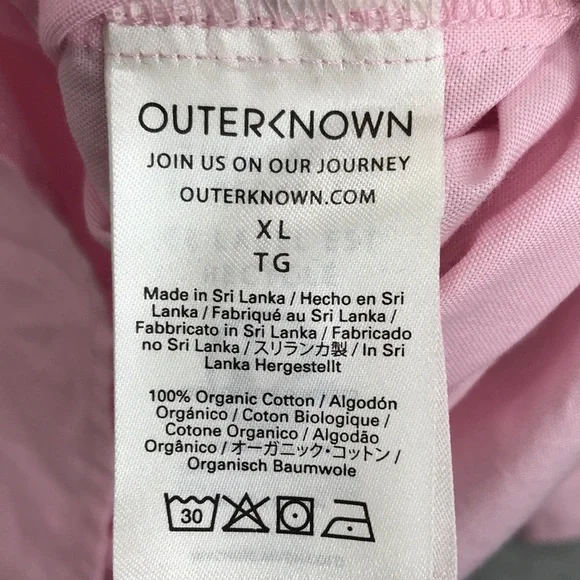 OUTERKNOWN
JOIN US ON OUR JOURNEY
OUTERKNOWN.COM
XL
TG
Made in Sri Lanka / Hecho en Sri
Lanka / Fabriqué au Sri Lanka /
Fabbricato in Sri Lanka / Fabricado
no Sri Lanka / スリランカ製 / In Sri
Lanka Hergestellt
100% Organic Cotton / Algodón
Orgánico / Coton Biologique /
Cotone Organico / Algodão
Orgânico / オーガニック・コットン /
Organisch Baumwole
30